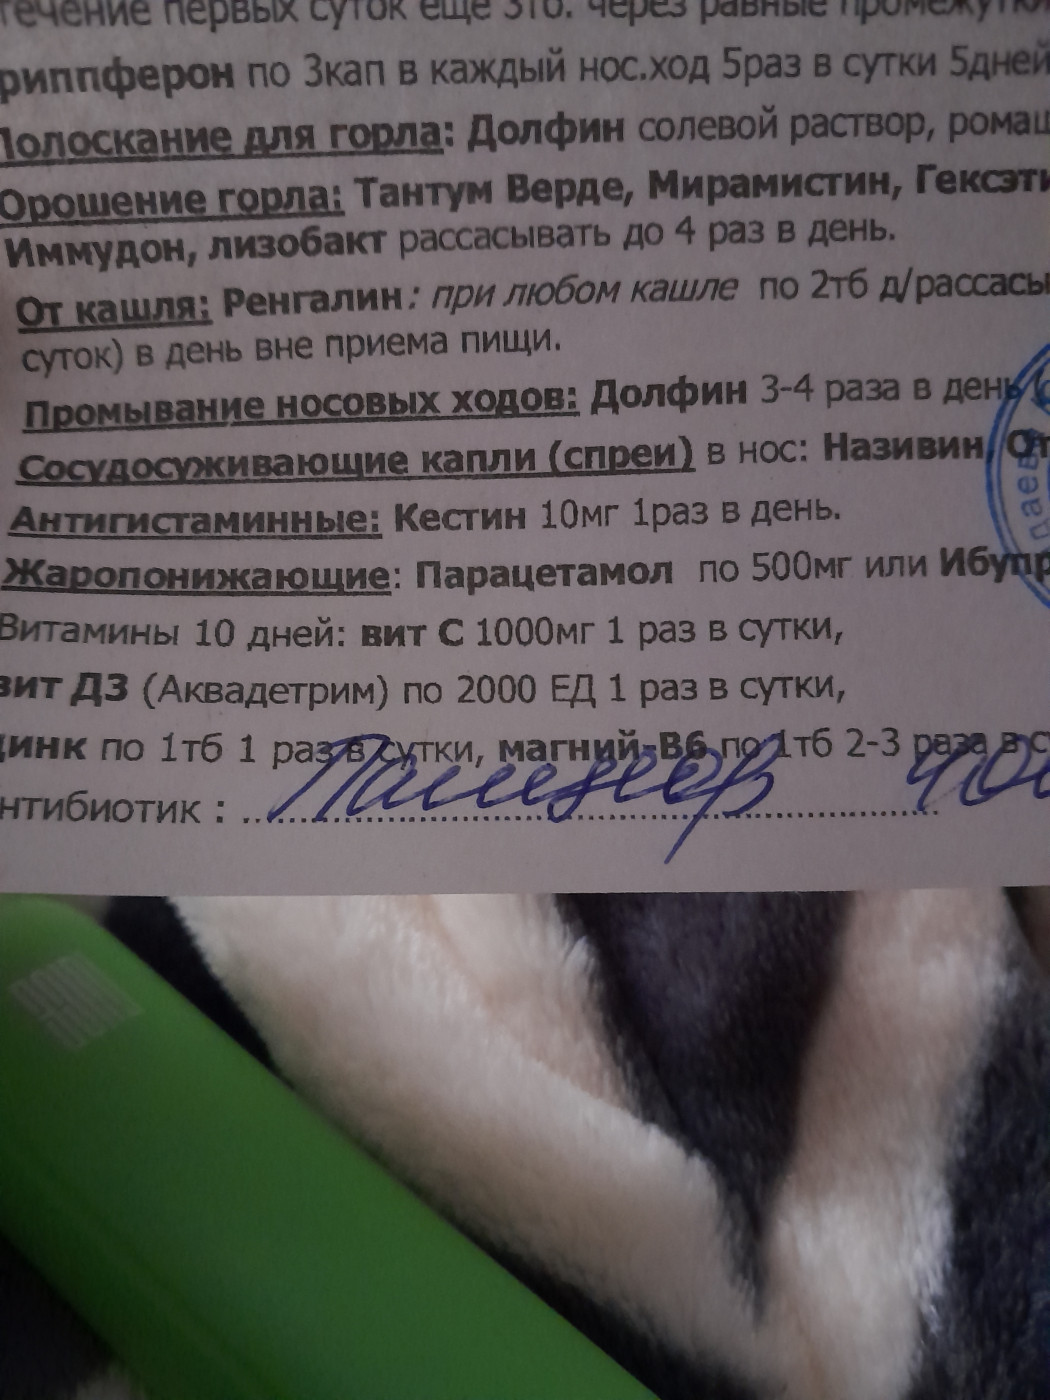 течение первых суток еще 3тб. через равные промежутки
риппферон по 3кап в каждый нос.ход 5раз в сутки 5дней
Полоскание для горла: Долфин солевой раствор, ромаш
Орошение горла: Тантум Верде, Мирамистин, Гексэти
Иммудон, лизобакт рассасывать до 4 раз в день.
От кашля: Ренгалин: при любом кашле по 2тб д/рассасы
суток) в день вне приема пищи.
Промывание носовых ходов: Долфин 3-4 раза в день (
Сосудосуживающие капли (спреи) в нос: Називин, От
Антигистаминные: Кестин 10мг 1раз в день.
Жаропонижающие: Парацетамол по 500мг или Ибупр
Витамины 10 дней: вит С 1000мг 1 раз в сутки,
вит Д3 (Аквадетрим) по 2000 ЕД 1 раз в сутки,
цинк по 1тб 1 раз в сутки, магний-В6 по 1тб 2-3 раза в с
нтибиотик : ..........